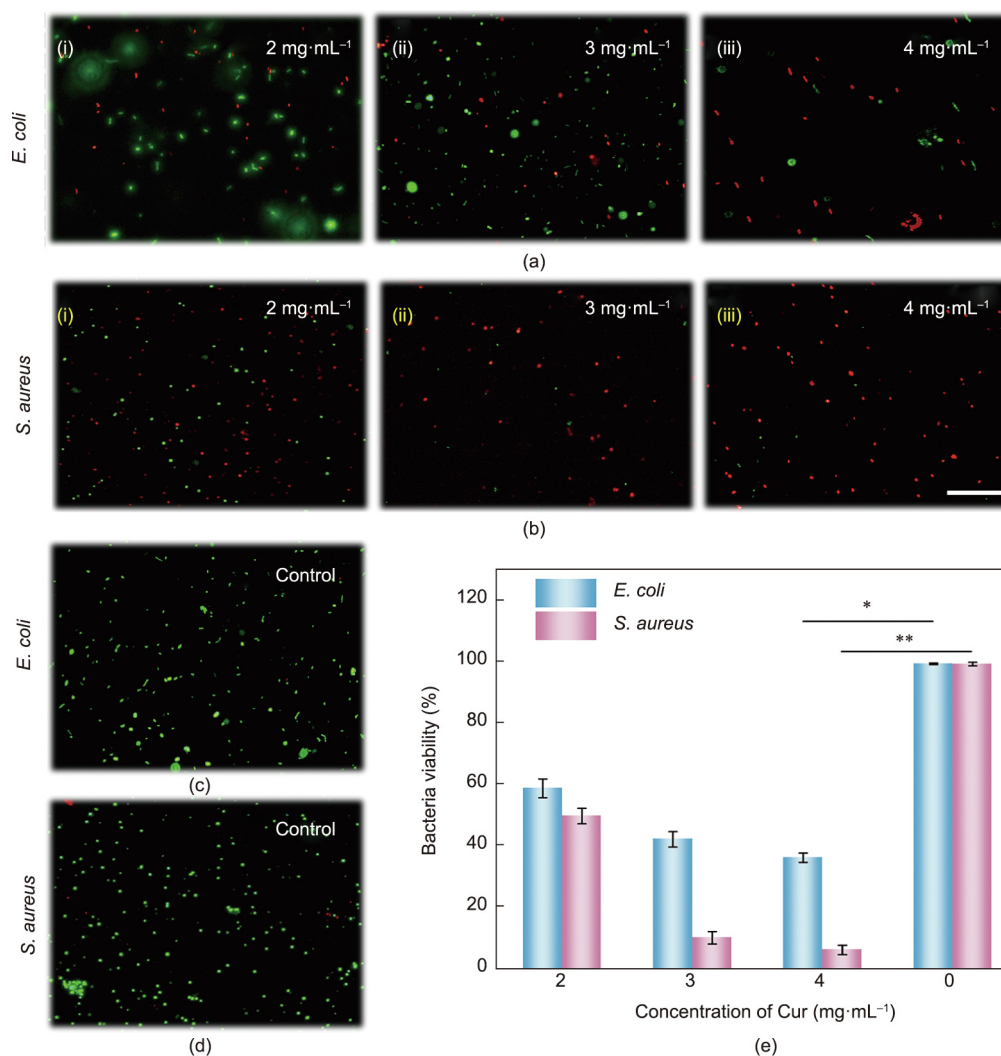 (i) 2 mg·mL⁻¹ (ii) 3 mg·mL⁻¹ (iii) 4 mg·mL⁻¹
E. coli
(a)
(i) 2 mg·mL⁻¹ (ii) 3 mg·mL⁻¹ (iii) 4 mg·mL⁻¹
S. aureus
(b)
Control
E. coli
(c)
Control
S. aureus
(d)
E. coli
S. aureus
*
**
120
100
80
60
40
20
0
Bacteria viability (%)
2 3 4 0
Concentration of Cur (mg·mL⁻¹)
(e)